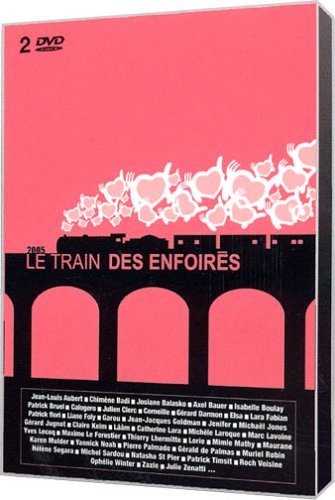 2 DVD
VIDEO
2005
LE TRAIN DES ENFOIRÉS
Jean-Louis Aubert ■ Chimène Badi ■ Josiane Balasko ■ Axel Bauer ■ Isabelle Boulay
Patrick Bruel ■ Calogero ■ Julien Clerc ■ Corneille ■ Gérard Darmon ■ Elsa ■ Lara Fabian
Patrick fiori ■ Liane Foly ■ Garou ■ Jean-Jacques Goldman ■ Jenifer ■ Michaël Jones
Gérard Jugnot ■ Claire Keim ■ Lââm ■ Catherine Lara ■ Michèle Laroque ■ Marc Lavoine
Yves Lecoq ■ Maxime Le Forestier ■ Thierry Lhermitte ■ Lorie ■ Mimie Mathy ■ Maurane
Karen Mulder ■ Yannick Noah ■ Pierre Palmade ■ Gérald de Palmas ■ Muriel Robin
Hélène Segara ■ Michel Sardou ■ Natasha St Pier ■ Patrick Timsit ■ Roch Voisine
Ophélie Winter ■ Zazie ■ Julie Zenatti ...